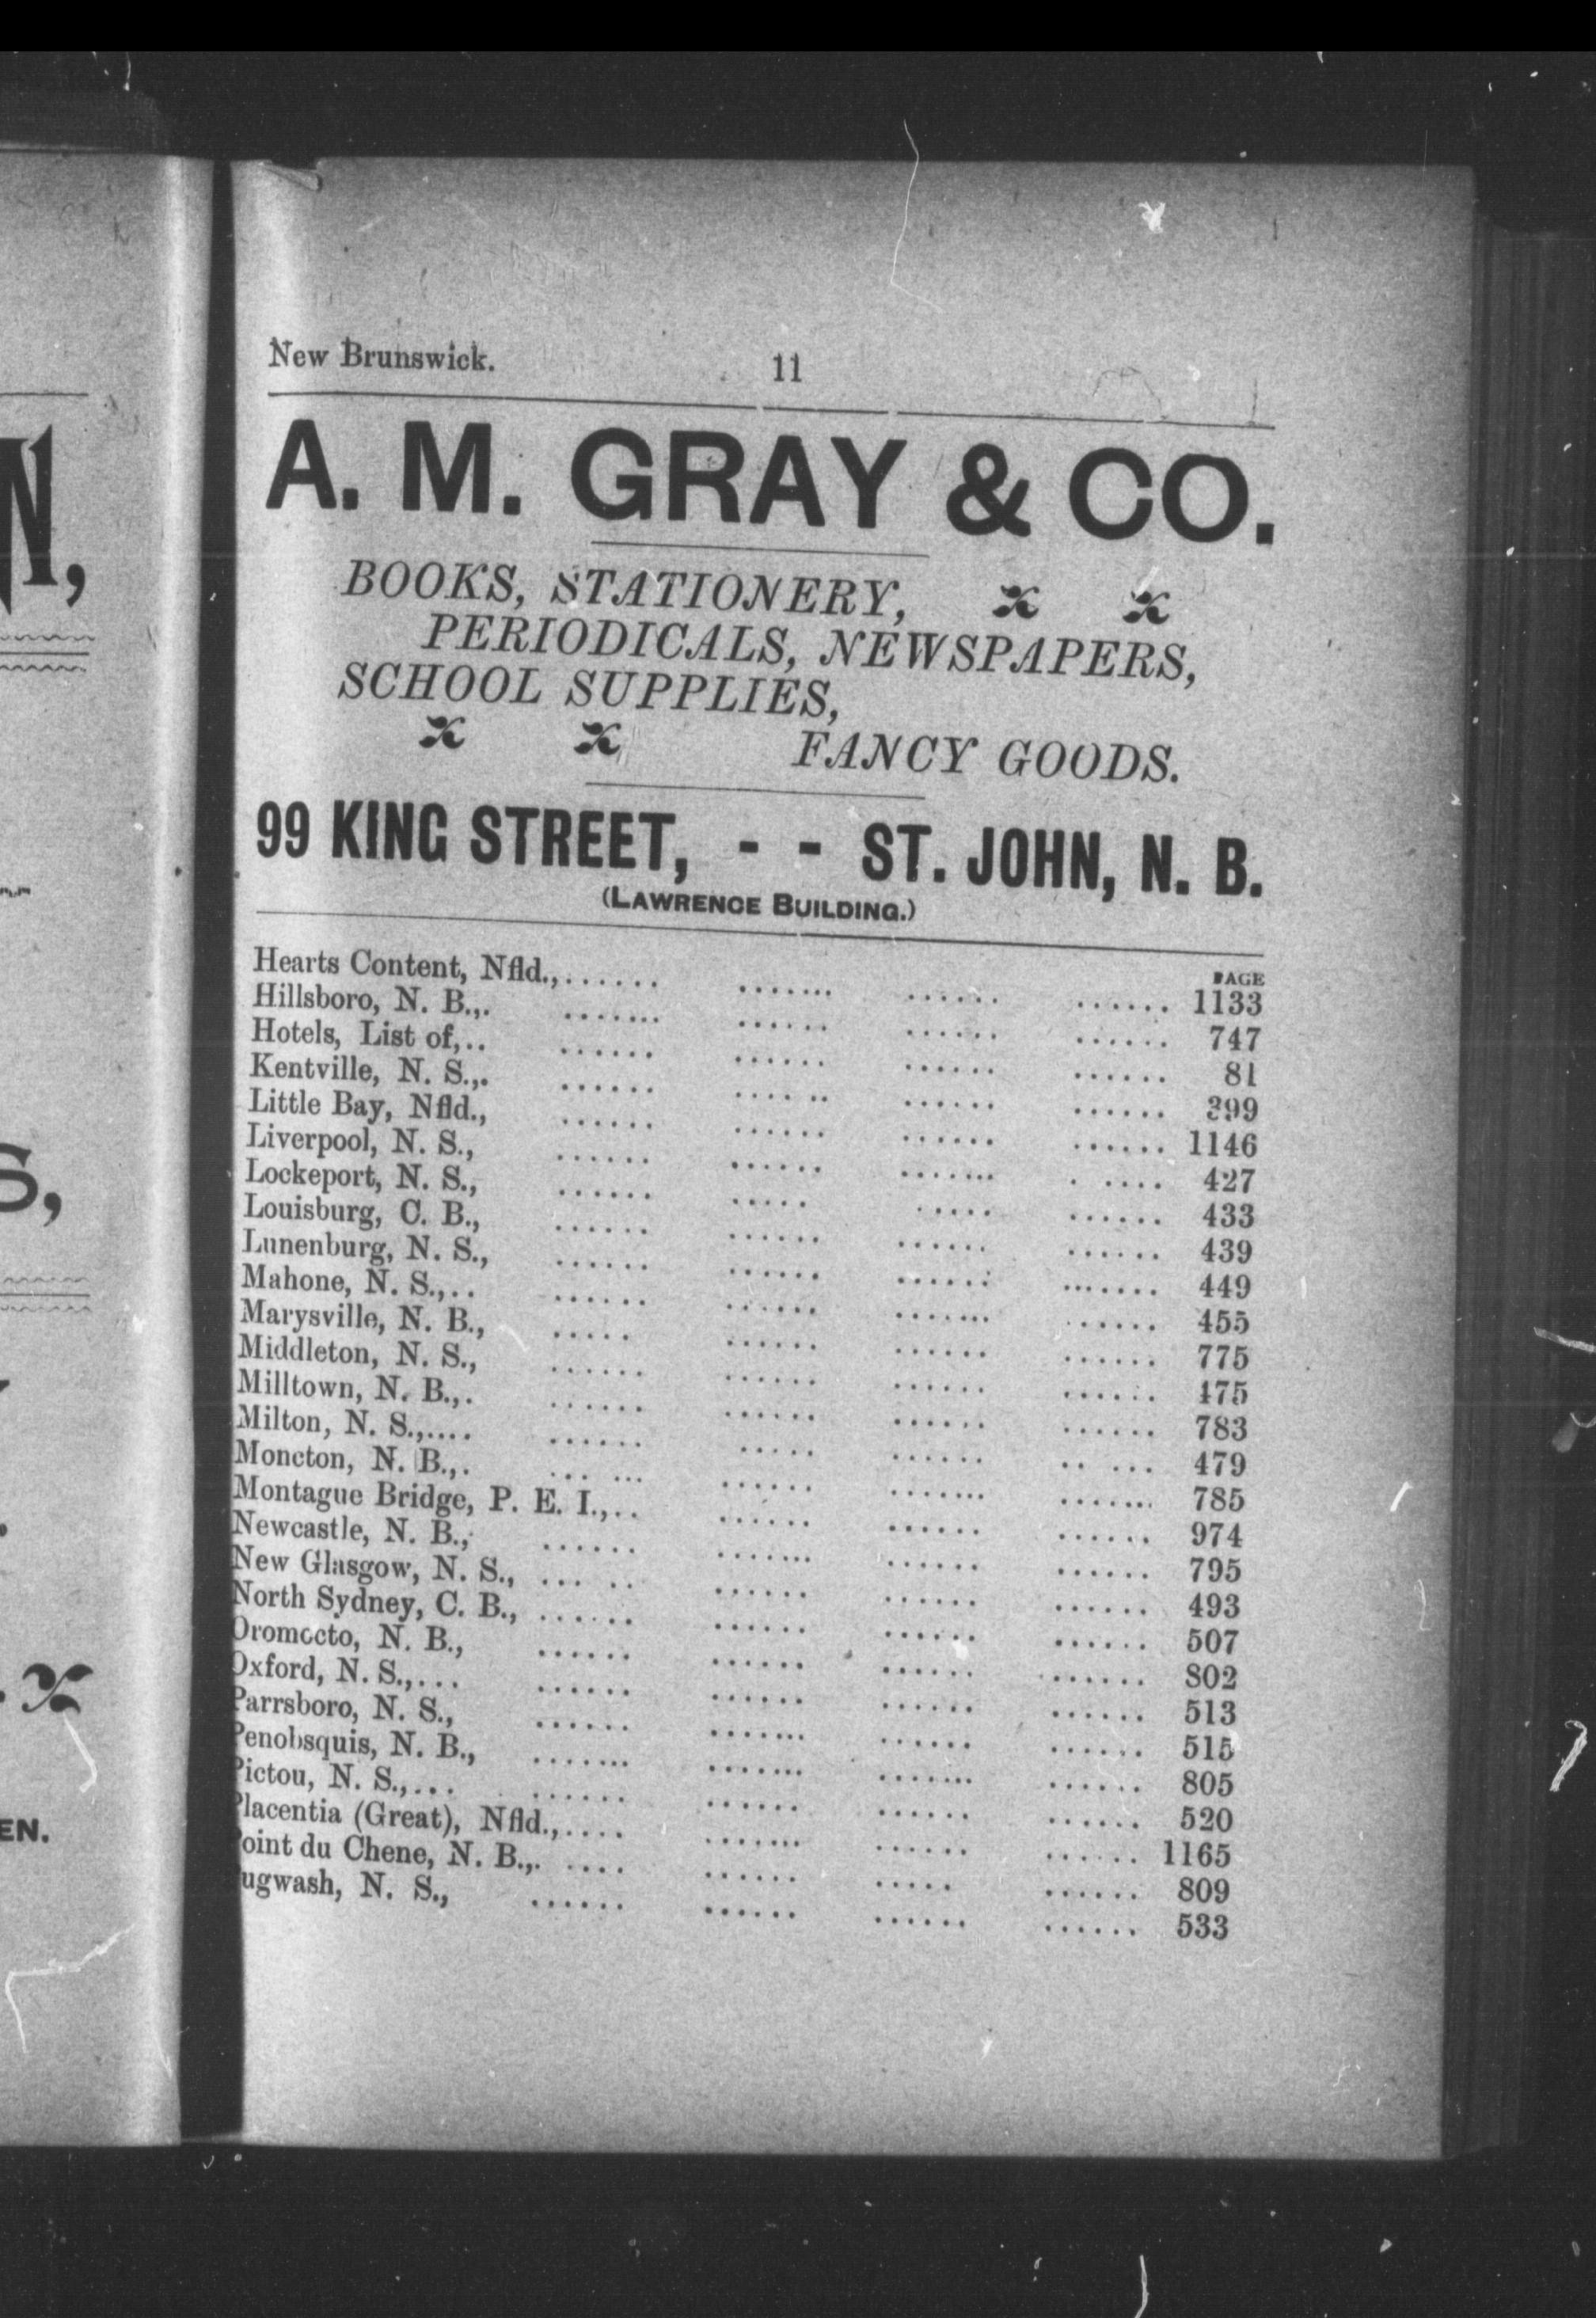 N,
S,
EN.
New Brunswick. 11
A. M. GRAY & CO.
BOOKS, STATIONERY,
PERIODICALS, NEWSPAPERS,
SCHOOL SUPPLIES,
FANCY GOODS.
99 KING STREET, - - ST. JOHN, N. B.
(LAWRENCE BUILDING.)
PAGE
Hearts Content, Nfld.,...... ....... ...... ...... 1133
Hillsboro, N. B.,. ....... ...... ...... ...... 747
Hotels, List of,.. ...... ...... ...... ...... 81
Kentville, N. S.,. ...... .... .. ...... ...... 399
Little Bay, Nfld., ...... ...... ...... ...... 1146
Liverpool, N. S., ...... ...... ....... . .... 427
Lockeport, N. S., ...... ..... ..... ...... 433
Louisburg, C. B., ...... ...... ...... ...... 439
Lunenburg, N. S., ...... ...... ...... ....... 449
Mahone, N. S.,.. ...... ...... ....... ...... 455
Marysville, N. B., ..... ...... ...... ...... 775
Middleton, N. S., ...... ...... ...... ...... 475
Milltown, N. B.,. ...... ...... ...... ...... 783
Milton, N. S.,.... ...... ..... ...... .. ... 479
Moncton, N. B.,. ... ... ...... ....... ....... 785
Montague Bridge, P. E. I.,.. ...... ...... ...... 974
Newcastle, N. B., ...... ....... ...... ...... 795
New Glasgow, N. S., ... .. ...... ...... ...... 493
North Sydney, C. B., ...... ...... ...... ...... 507
Oromocto, N. B., ...... ...... ...... ...... 802
Oxford, N. S.,... ...... ...... ...... ...... 513
Parrsboro, N. S., ...... ....... ...... ...... 515
Penobsquis, N. B., ....... ....... ....... ...... 805
Pictou, N. S.,... ...... ...... ...... ...... 520
Placentia (Great), Nfld.,.... ....... ...... ...... 1165
oint du Chene, N. B.,. .... ...... ..... ...... 809
ugwash, N. S., ...... ...... ...... ...... 533